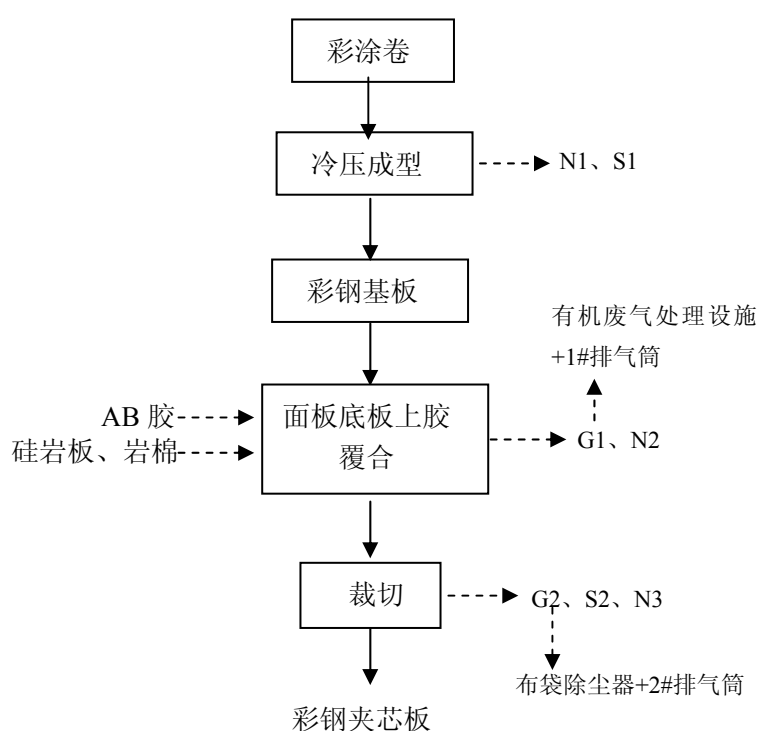 彩涂卷
冷压成型
N1、S1
彩钢基板
有机废气处理设施
+1#排气筒
AB 胶
硅岩板、岩棉
面板底板上胶
覆合
G1、N2
裁切
G2、S2、N3
布袋除尘器+2#排气筒
彩钢夹芯板